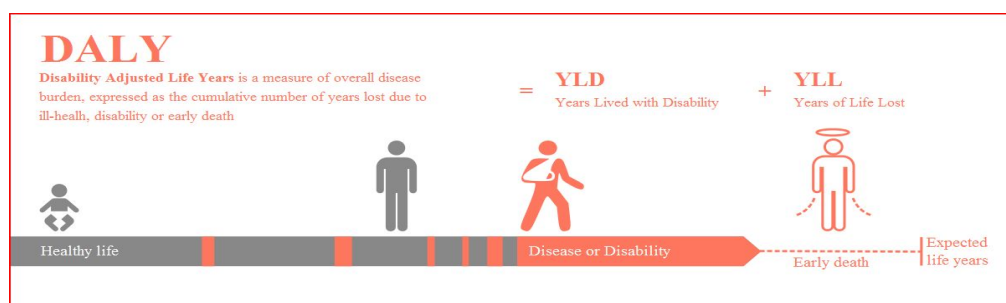 DALY
Disability Adjusted Life Years is a measure of overall disease
burden, expressed as the cumulative number of years lost due to
ill-healh, disability or early death
= YLD + YLL
Years Lived with Disability Years of Life Lost
Healthy life
Disease or Disability
Early death
Expected
life years